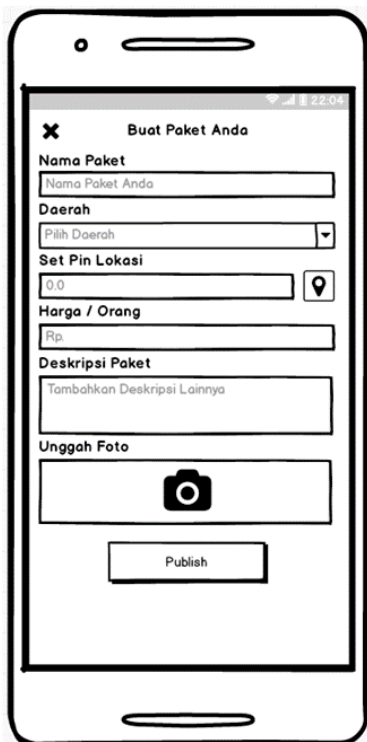 22:04
Buat Paket Anda
Nama Paket
Nama Paket Anda
Daerah
Pilih Daerah
Set Pin Lokasi
0.0
Harga / Orang
Rp.
Deskripsi Paket
Tambahkan Deskripsi Lainnya
Unggah Foto
Publish